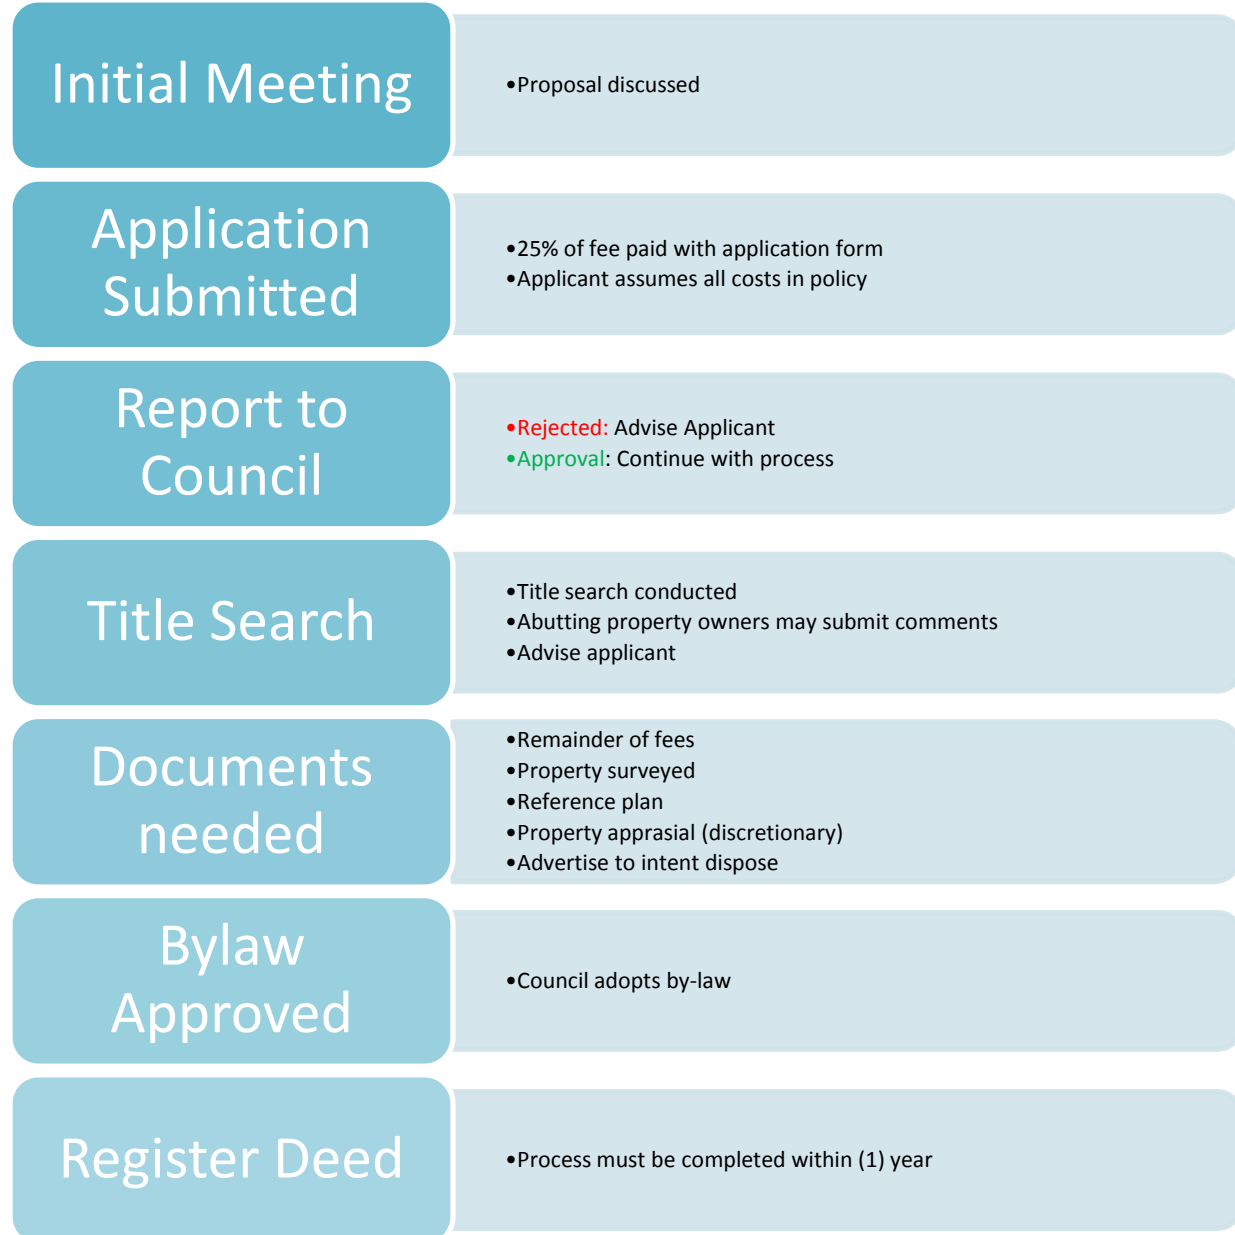 Initial Meeting
•Proposal discussed
Application
Submitted
•25% of fee paid with application form
•Applicant assumes all costs in policy
Report to
Council
•Rejected: Advise Applicant
•Approval: Continue with process
Title Search
•Title search conducted
•Abutting property owners may submit comments
•Advise applicant
Documents
needed
•Remainder of fees
•Property surveyed
•Reference plan
•Property apprasial (discretionary)
•Advertise to intent dispose
Bylaw
Approved
•Council adopts by-law
Register Deed
•Process must be completed within (1) year